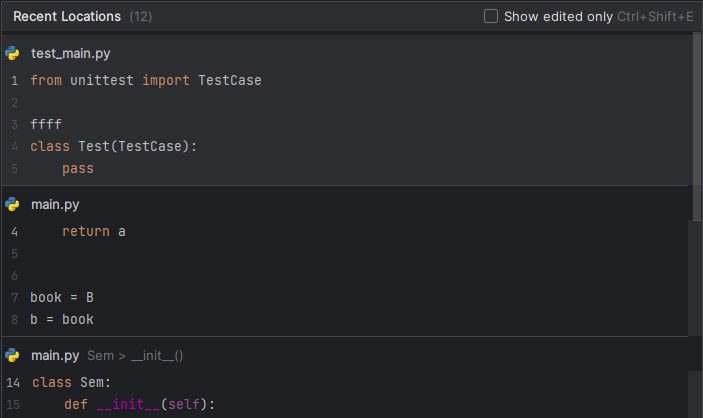 Recent Locations (12) Show edited only Ctrl+Shift+E
test_main.py
1 from unittest import TestCase
2
3 ffff
4 class Test(TestCase):
5     pass
main.py
4     return a
5
6
7 book = B
8 b = book
main.py Sem > __init__()
14 class Sem:
15     def __init__(self):